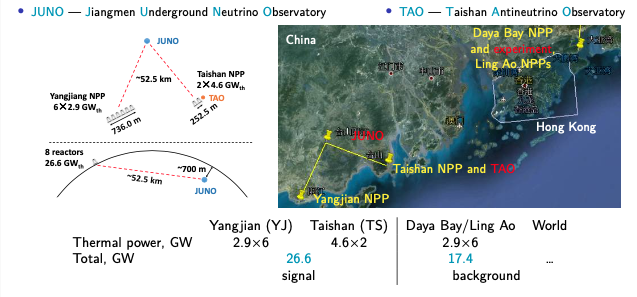 • JUNO — Jiangmen Underground Neutrino Observatory
• TAO — Taishan Antineutrino Observatory
JUNO
~52.5 km
Taishan NPP
2✕4.6 GWth
TAO
Yangjiang NPP
6✕2.9 GWth
736.0 m
252.5 m
8 reactors
26.6 GWth
~700 m
~52.5 km
JUNO
China
Daya Bay NPP
and experiment,
Ling Ao NPPs
Hong Kong
JUNO
Taishan NPP and TAO
Yangjian NPP
Yangjian (YJ) Taishan (TS) Daya Bay/Ling Ao World
Thermal power, GW 2.9×6 4.6×2 2.9×6
Total, GW 26.6 17.4 ...
signal background